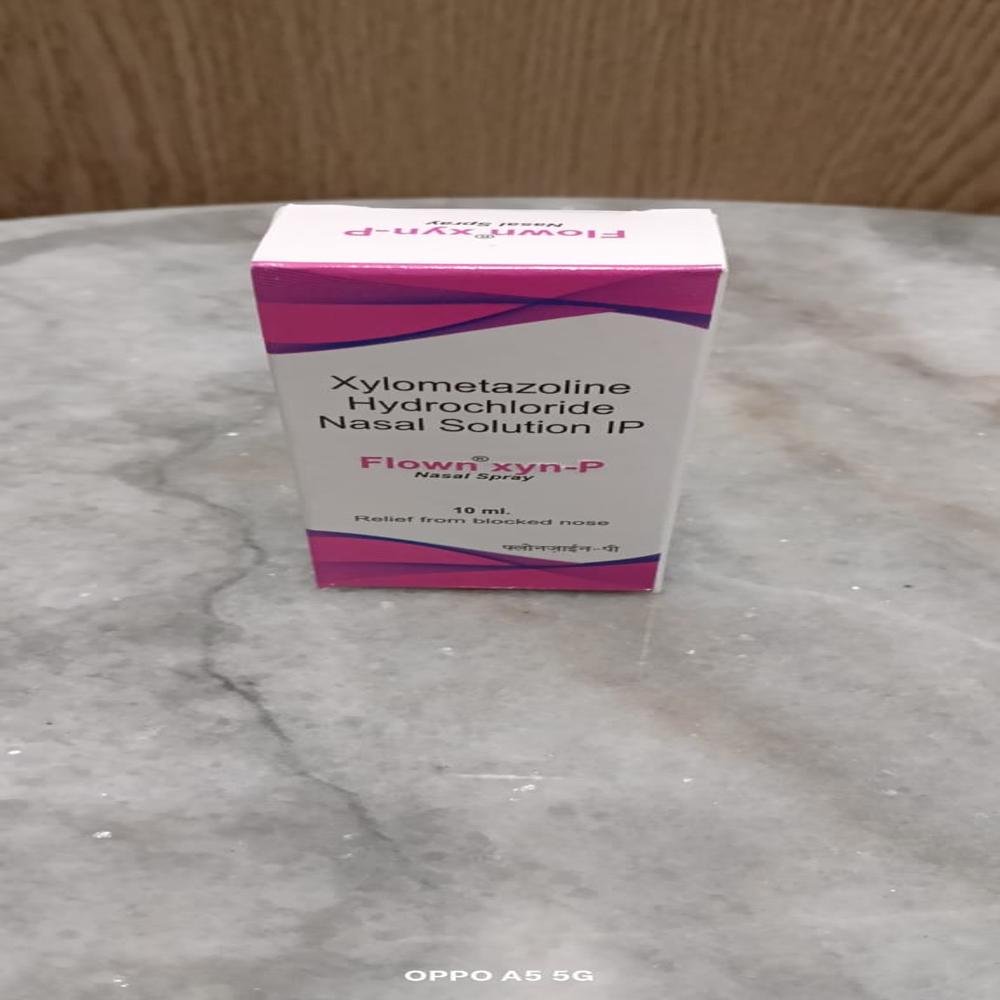 Flown® xyn-P
Nasal Spray
Xylometazoline
Hydrochloride
Nasal Solution IP
Flown® xyn-P
Nasal Spray
10 ml.
Relief from blocked nose
फ्लोनज़ाईन-पी
OPPO A5 5G